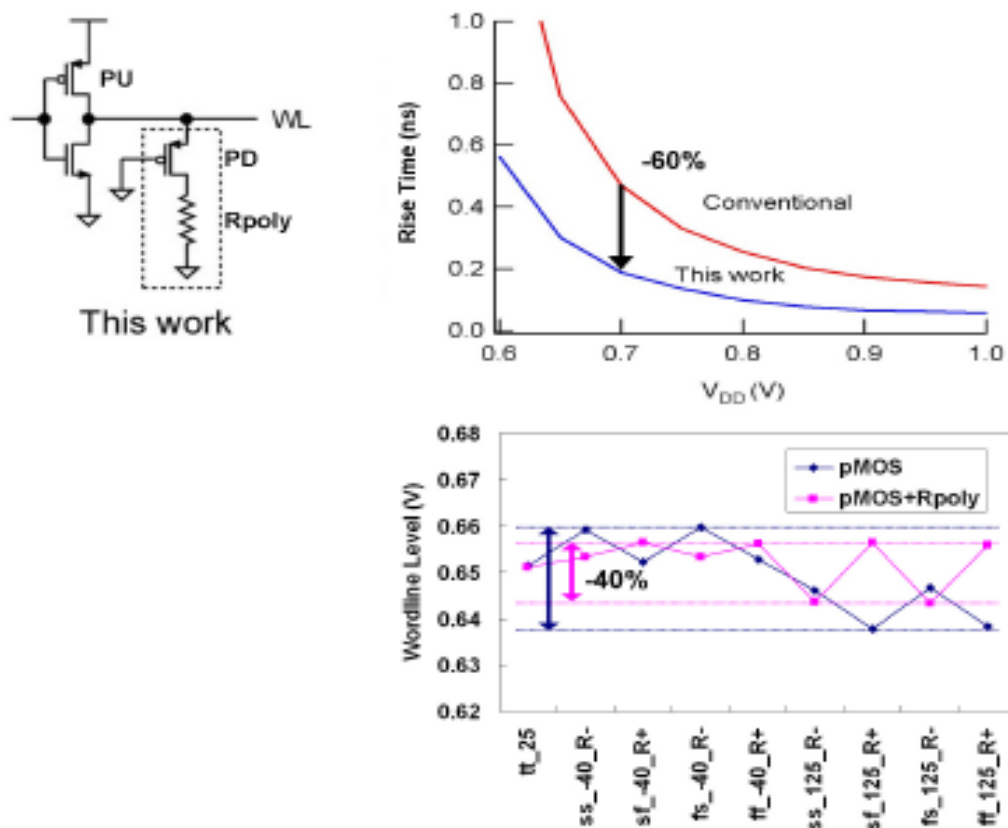 PU
WL
PD
Rpoly
This work
Rise Time (ns)
1.0
0.8
0.6
0.4
0.2
0.0
-60%
Conventional
This work
0.6
0.7
0.8
0.9
1.0
VDD (V)
Wordline Level (V)
0.68
0.67
0.66
0.65
0.64
0.63
0.62
pMOS
pMOS+Rpoly
-40%
tt_25
ss_-40_R-
sf_-40_R+
fs_-40_R-
ff_-40_R+
ss_125_R-
sf_125_R+
fs_125_R-
ff_125_R+